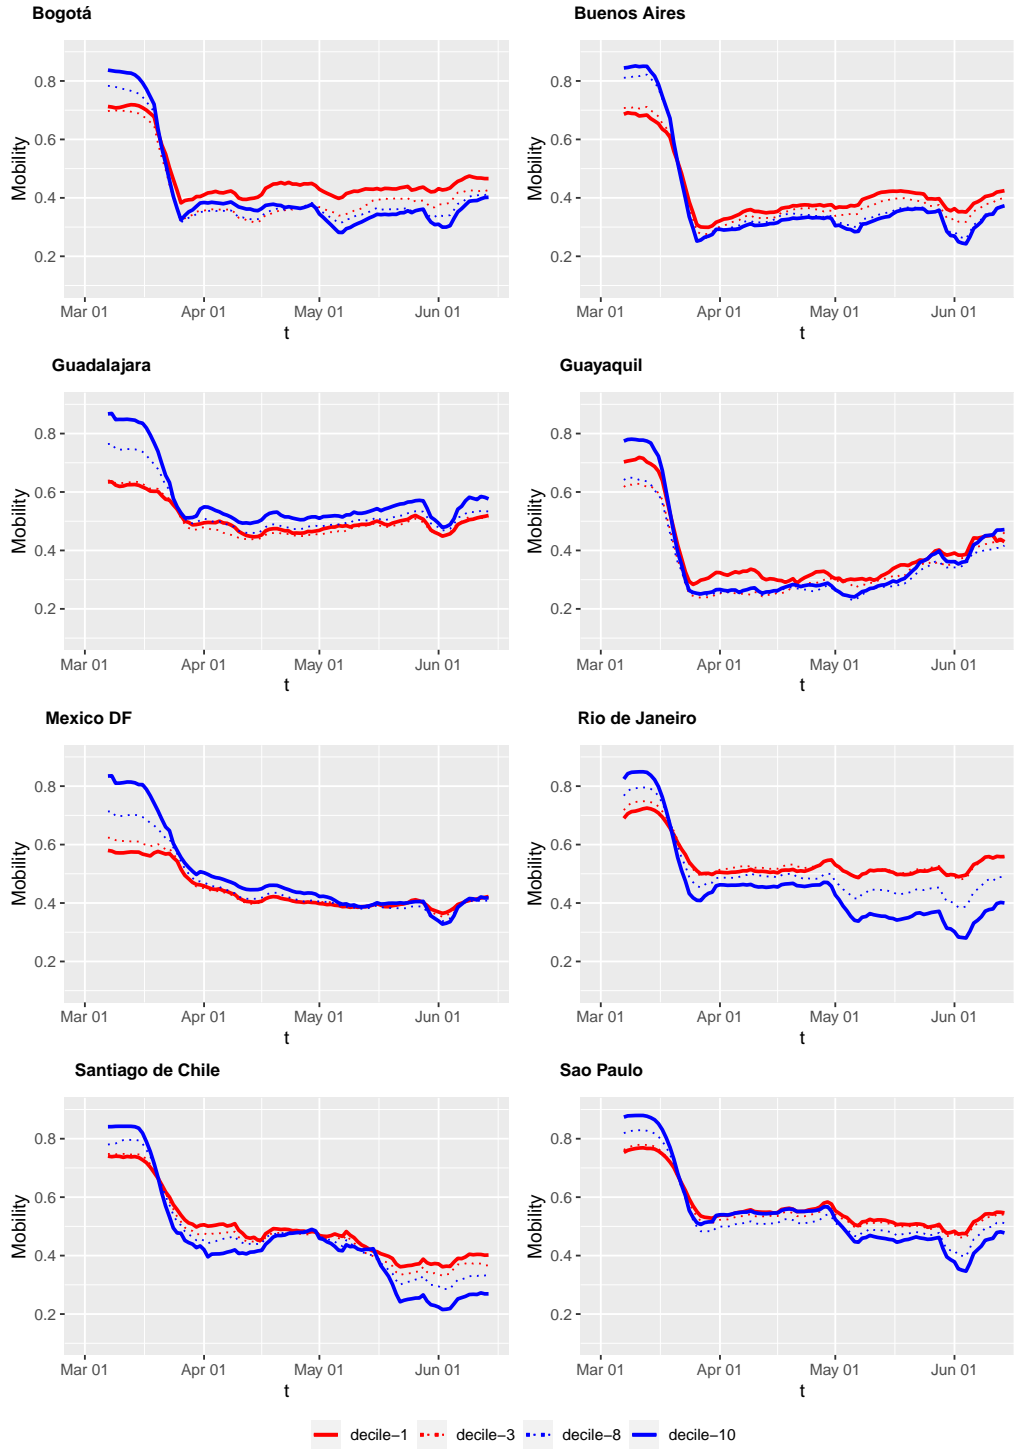 Bogotá
Buenos Aires
Mobility
0.8
0.6
0.4
0.2
Mar 01 Apr 01 May 01 Jun 01
t
Mobility
0.8
0.6
0.4
0.2
Mar 01 Apr 01 May 01 Jun 01
t
Guadalajara
Guayaquil
Mobility
0.8
0.6
0.4
0.2
Mar 01 Apr 01 May 01 Jun 01
t
Mobility
0.8
0.6
0.4
0.2
Mar 01 Apr 01 May 01 Jun 01
t
Mexico DF
Rio de Janeiro
Mobility
0.8
0.6
0.4
0.2
Mar 01 Apr 01 May 01 Jun 01
t
Mobility
0.8
0.6
0.4
0.2
Mar 01 Apr 01 May 01 Jun 01
t
Santiago de Chile
Sao Paulo
Mobility
0.8
0.6
0.4
0.2
Mar 01 Apr 01 May 01 Jun 01
t
Mobility
0.8
0.6
0.4
0.2
Mar 01 Apr 01 May 01 Jun 01
t
decile−1 decile−3 decile−8 decile−10